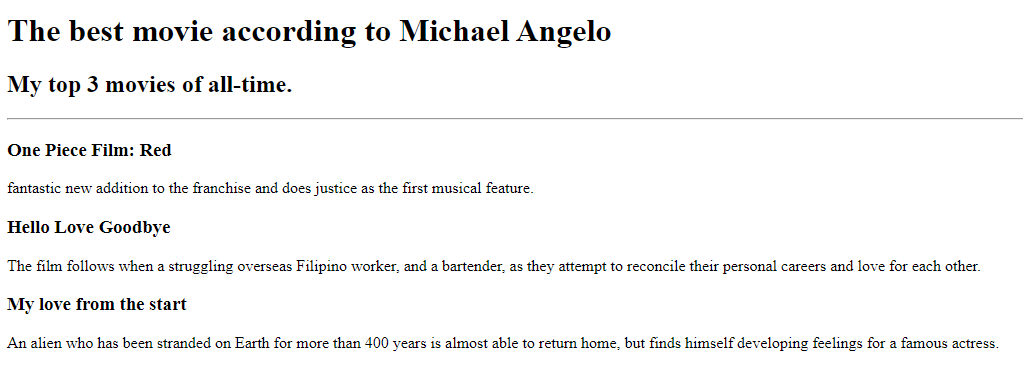 The best movie according to Michael Angelo
My top 3 movies of all-time.
One Piece Film: Red
fantastic new addition to the franchise and does justice as the first musical feature.
Hello Love Goodbye
The film follows when a struggling overseas Filipino worker, and a bartender, as they attempt to reconcile their personal careers and love for each other.
My love from the start
An alien who has been stranded on Earth for more than 400 years is almost able to return home, but finds himself developing feelings for a famous actress.